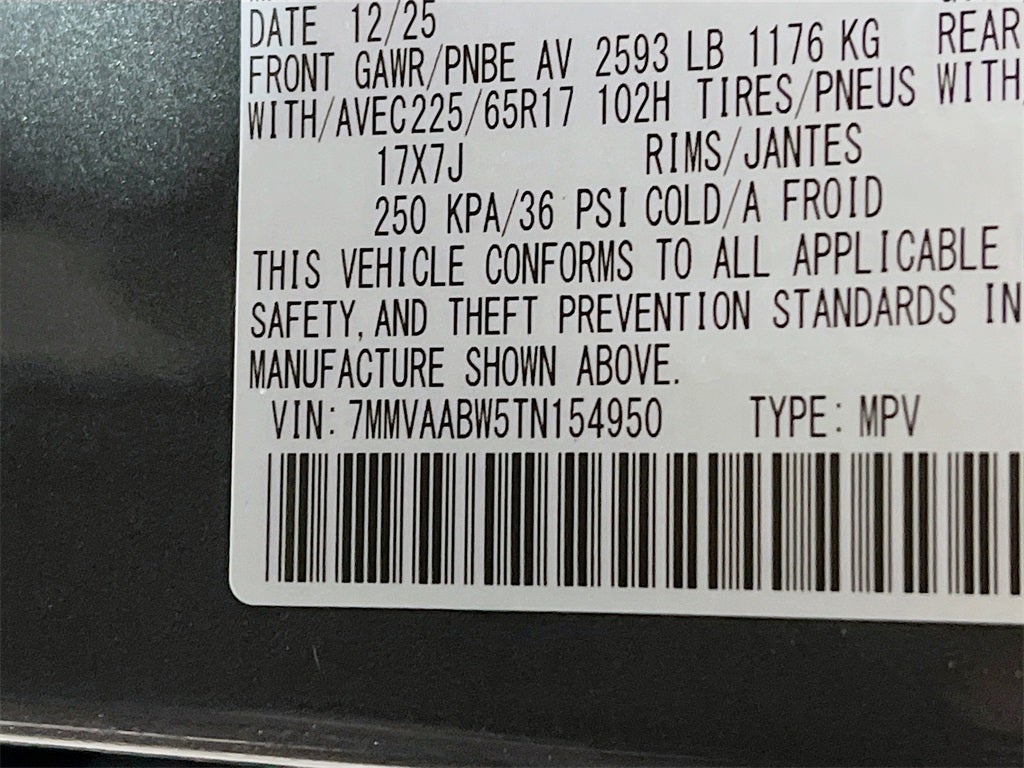 DATE 12/25
FRONT GAWR/PNBE AV 2593 LB 1176 KG REAR
WITH/AVEC225/65R17 102H TIRES/PNEUS WITH/
17X7J RIMS/JANTES
250 KPA/36 PSI COLD/A FROID
THIS VEHICLE CONFORMS TO ALL APPLICABLE
SAFETY, AND THEFT PREVENTION STANDARDS IN
MANUFACTURE SHOWN ABOVE.
VIN: 7MMVAABW5TN154950 TYPE: MPV